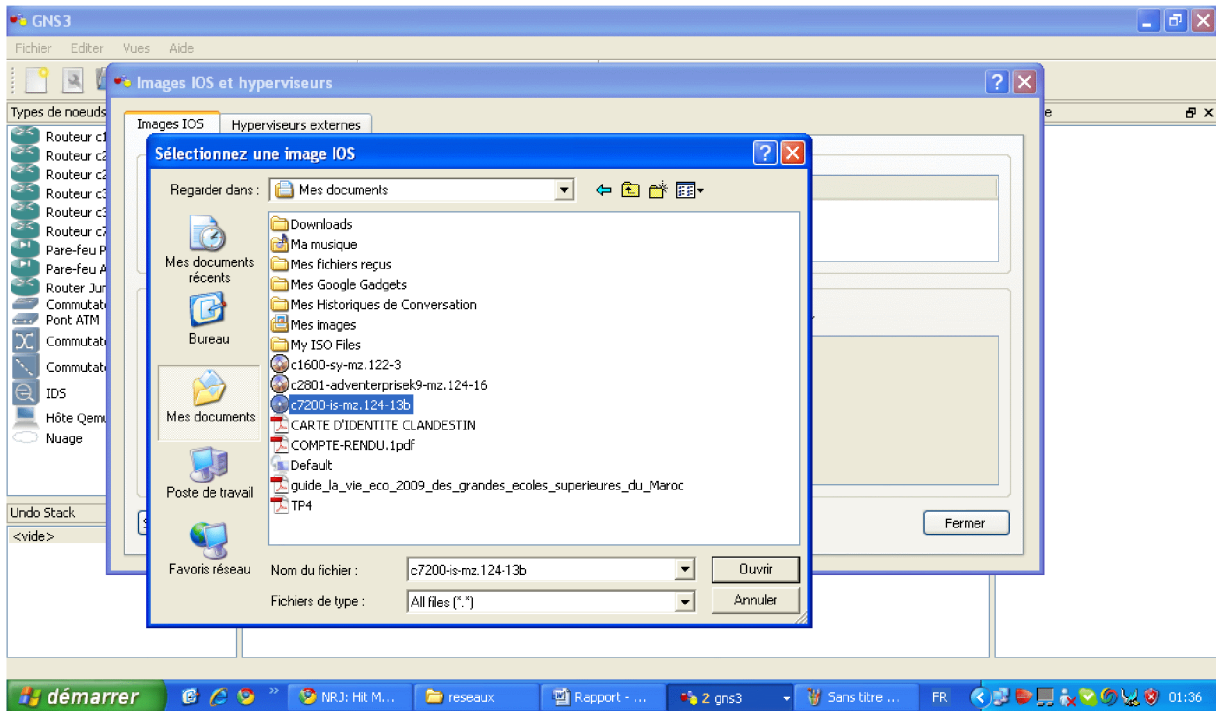 GNS3
Fichier Editer Vues Aide
Images IOS et hyperviseurs
Types de noeuds
Images IOS Hyperviseurs externes
Routeur c1
Routeur c2
Routeur c2
Routeur c3
Routeur c3
Routeur c7
Pare-feu P
Pare-feu A
Router Jun
Commutate
Pont ATM
Commutate
Commutate
IDS
Hôte Qemu
Nuage
Undo Stack
<vide>
Sélectionnez une image IOS
Regarder dans : Mes documents
Mes documents récents
Bureau
Mes documents
Poste de travail
Favoris réseau
Downloads
Ma musique
Mes fichiers reçus
Mes Google Gadgets
Mes Historiques de Conversation
Mes images
My ISO Files
c1600-sy-mz.122-3
c2801-adventerprisek9-mz.124-16
c7200-is-mz.124-13b
CARTE D'IDENTITE CLANDESTIN
COMPTE-RENDU.1pdf
Default
guide_la_vie_eco_2009_des_grandes_ecoles_superieures_du_Maroc
TP4
Nom du fichier : c7200-is-mz.124-13b Ouvrir
Fichiers de type : All files (*.*) Annuler
Fermer
démarrer NRJ: Hit M... reseaux Rapport - ... 2 gns3 Sans titre ... FR 01:36